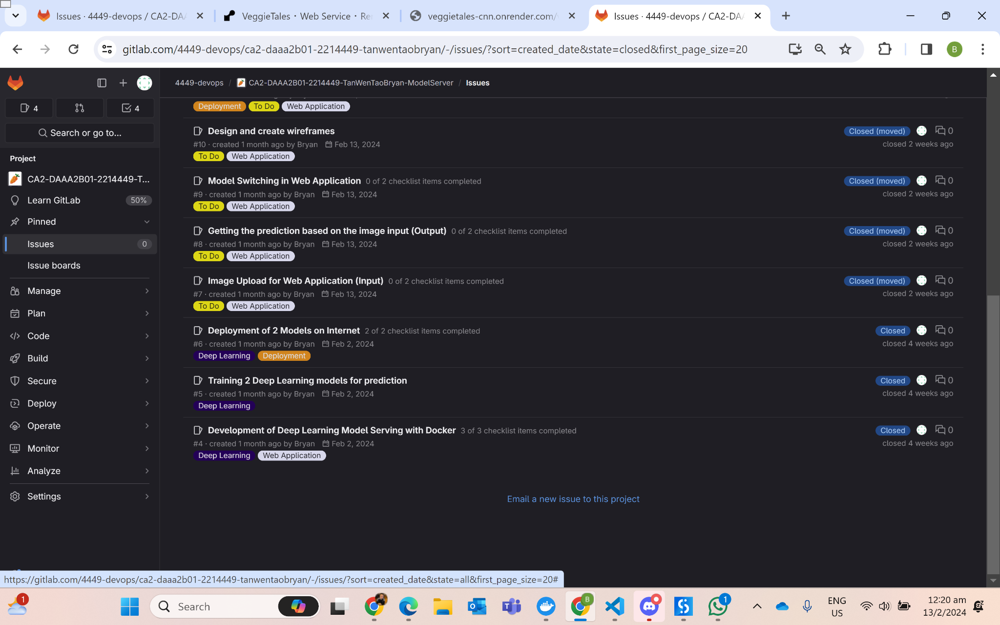 Issues · 4449-devops / CA2-DA
VeggieTales • Web Service • Re
veggietales-cnn.onrender.com/
Issues · 4449-devops / CA2-DA
gitlab.com/4449-devops/ca2-daaa2b01-2214449-tanwentaobryan/-/issues/?sort=created_date&state=closed&first_page_size=20
B
4449-devops / CA2-DAAA2B01-2214449-TanWenTaoBryan-ModelServer / Issues
4
4
Search or go to...
Project
CA2-DAAA2B01-2214449-T...
Learn GitLab 50%
Pinned
Issues 0
Issue boards
Manage
Plan
Code
Build
Secure
Deploy
Operate
Monitor
Analyze
Settings
Deployment To Do Web Application
Design and create wireframes
Closed (moved) 0
#10 · created 1 month ago by Bryan Feb 13, 2024
closed 2 weeks ago
To Do Web Application
Model Switching in Web Application 0 of 2 checklist items completed
Closed (moved) 0
#9 · created 1 month ago by Bryan Feb 13, 2024
closed 2 weeks ago
To Do Web Application
Getting the prediction based on the image input (Output) 0 of 2 checklist items completed
Closed (moved) 0
#8 · created 1 month ago by Bryan Feb 13, 2024
closed 2 weeks ago
To Do Web Application
Image Upload for Web Application (Input) 0 of 2 checklist items completed
Closed (moved) 0
#7 · created 1 month ago by Bryan Feb 13, 2024
closed 2 weeks ago
To Do Web Application
Deployment of 2 Models on Internet 2 of 2 checklist items completed
Closed 0
#6 · created 1 month ago by Bryan Feb 2, 2024
closed 4 weeks ago
Deep Learning Deployment
Training 2 Deep Learning models for prediction
Closed 0
#5 · created 1 month ago by Bryan Feb 2, 2024
closed 4 weeks ago
Deep Learning
Development of Deep Learning Model Serving with Docker 3 of 3 checklist items completed
Closed 0
#4 · created 1 month ago by Bryan Feb 2, 2024
closed 4 weeks ago
Deep Learning Web Application
Email a new issue to this project
https://gitlab.com/4449-devops/ca2-daaa2b01-2214449-tanwentaobryan/-/issues/?sort=created_date&state=all&first_page_size=20#
1
Search
B
1
ENG
US
12:20 am
13/2/2024